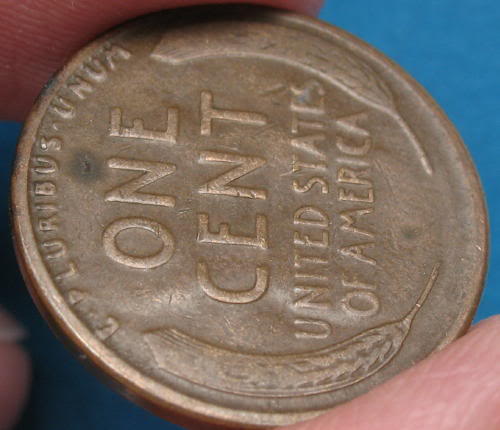 E·PLURIBUS·UNUM
ONE
CENT
UNITED STATES
OF AMERICA